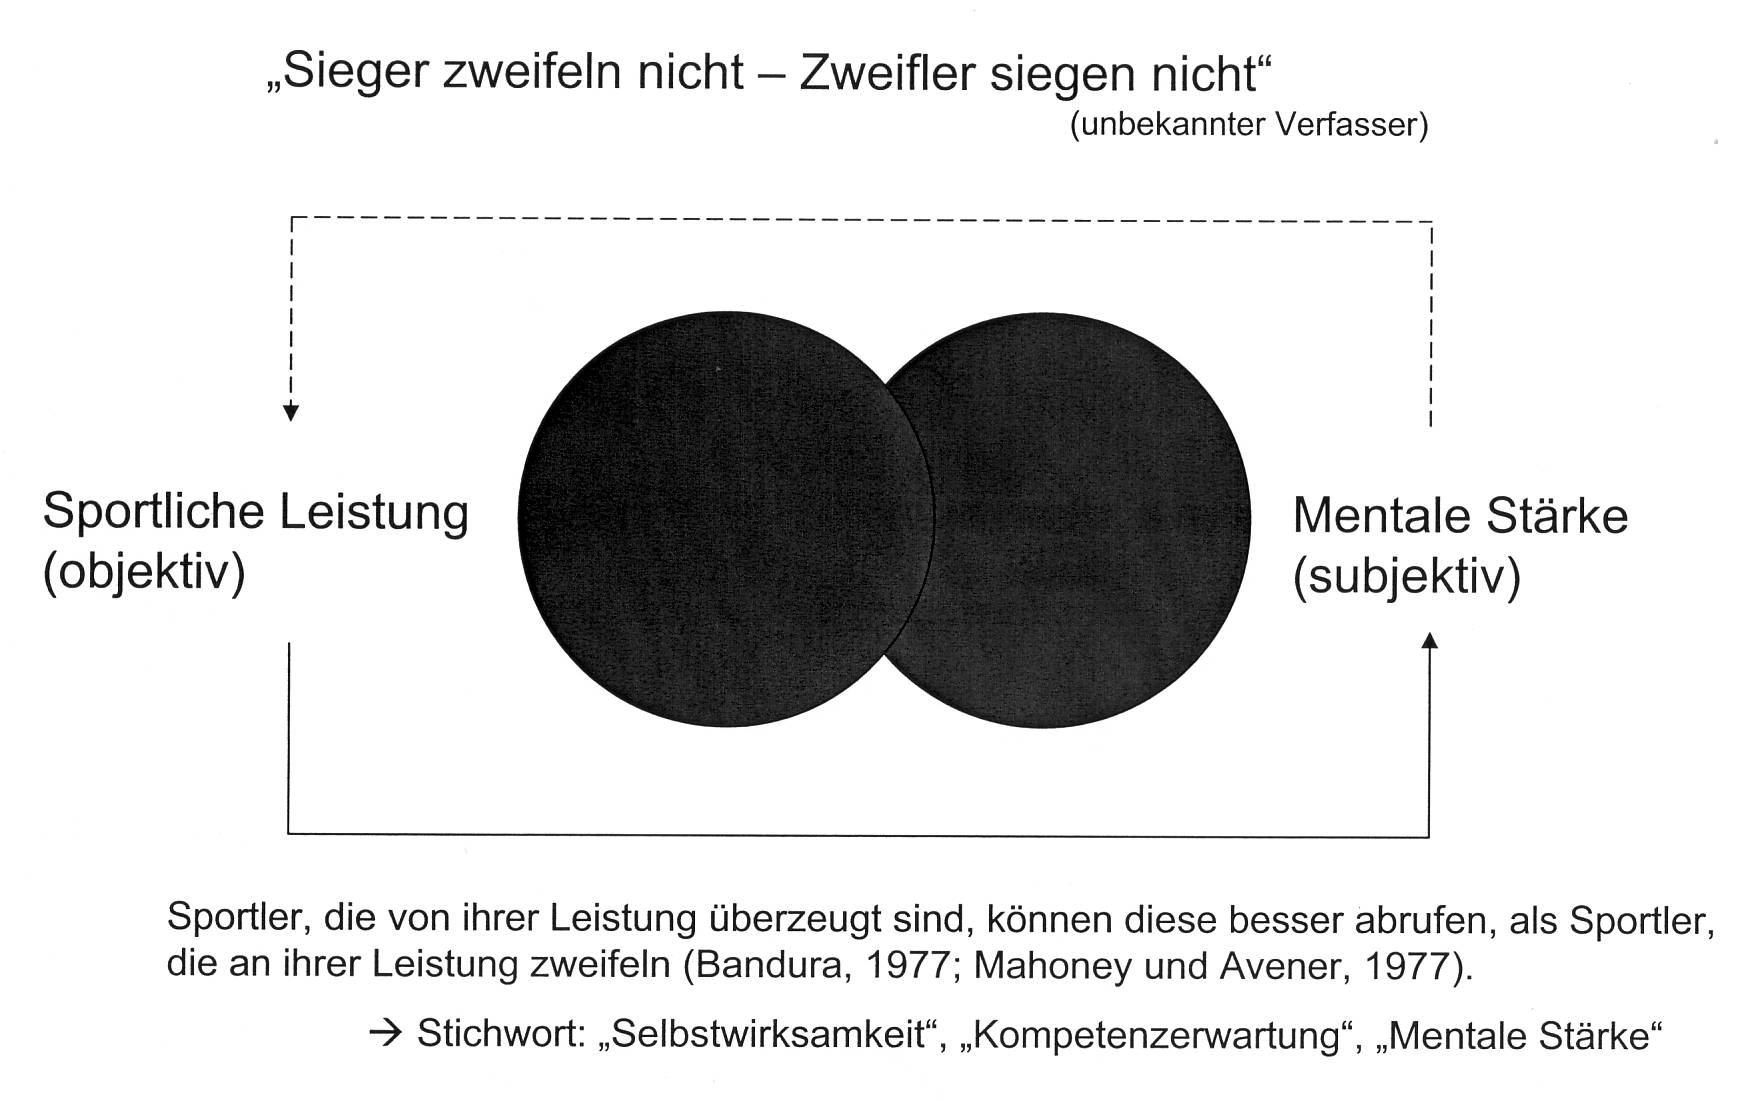 „Sieger zweifeln nicht – Zweifler siegen nicht“
(unbekannter Verfasser)
Sportliche Leistung
(objektiv)
Mentale Stärke
(subjektiv)
Sportler, die von ihrer Leistung überzeugt sind, können diese besser abrufen, als Sportler,
die an ihrer Leistung zweifeln (Bandura, 1977; Mahoney und Avener, 1977).
→ Stichwort: „Selbstwirksamkeit“, „Kompetenzerwartung“, „Mentale Stärke“